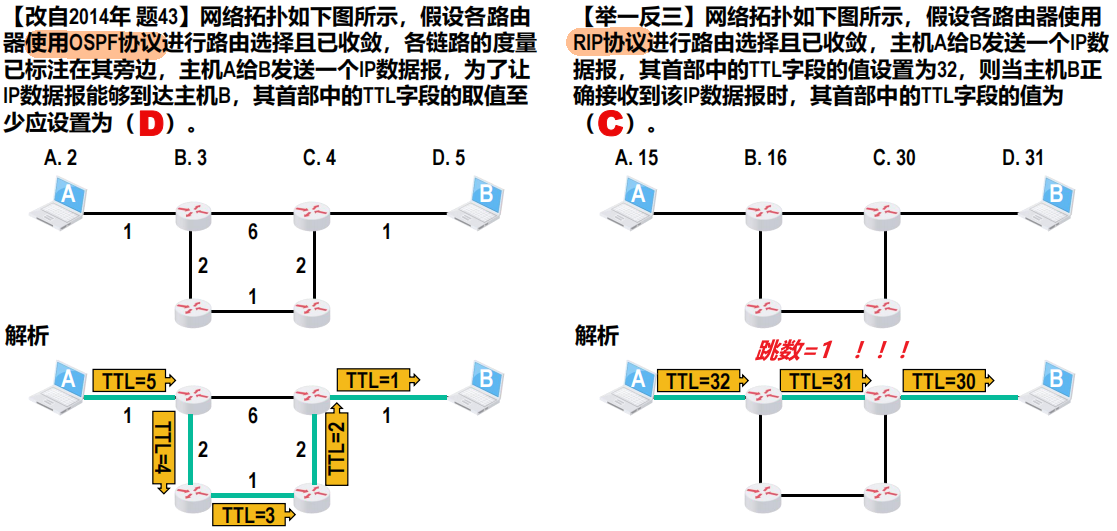 【改自2014年 题43】网络拓扑如下图所示，假设各路由
器使用OSPF协议进行路由选择且已收敛，各链路的度量
已标注在其旁边，主机A给B发送一个IP数据报，为了让
IP数据报能够到达主机B，其首部中的TTL字段的取值至
少应设置为（D）。
A. 2 B. 3 C. 4 D. 5
A B
1 6 1
2 2
1
解析
A TTL=5 TTL=1 B
1 6 1
TTL=4 2 2 TTL=2
1
TTL=3
【举一反三】网络拓扑如下图所示，假设各路由器使用
RIP协议进行路由选择且已收敛，主机A给B发送一个IP数
据报，其首部中的TTL字段的值设置为32，则当主机B正
确接收到该IP数据报时，其首部中的TTL字段的值为
（C）。
A. 15 B. 16 C. 30 D. 31
A B
解析
跳数=1 ！！！
A TTL=32 TTL=31 TTL=30 B